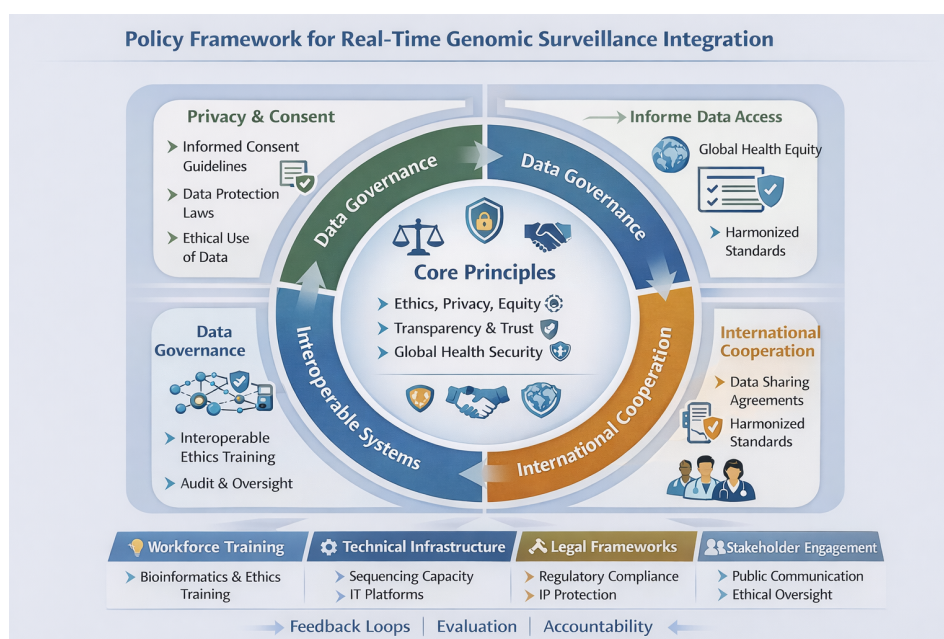 Policy Framework for Real-Time Genomic Surveillance Integration
Privacy & Consent
Informed Consent
Guidelines
Data Protection
Laws
Ethical Use
of Data
Informe Data Access
Global Health Equity
Harmonized
Standards
Data Governance
Data Governance
International Cooperation
Interoperable Systems
Core Principles
Ethics, Privacy, Equity
Transparency & Trust
Global Health Security
Data
Governance
Interoperable
Ethics Training
Audit & Oversight
International
Cooperation
Data Sharing
Agreements
Harmonized
Standards
Workforce Training
Bioinformatics & Ethics
Training
Technical Infrastructure
Sequencing Capacity
IT Platforms
Legal Frameworks
Regulatory Compliance
IP Protection
Stakeholder Engagement
Public Communication
Ethical Oversight
Feedback Loops | Evaluation | Accountability